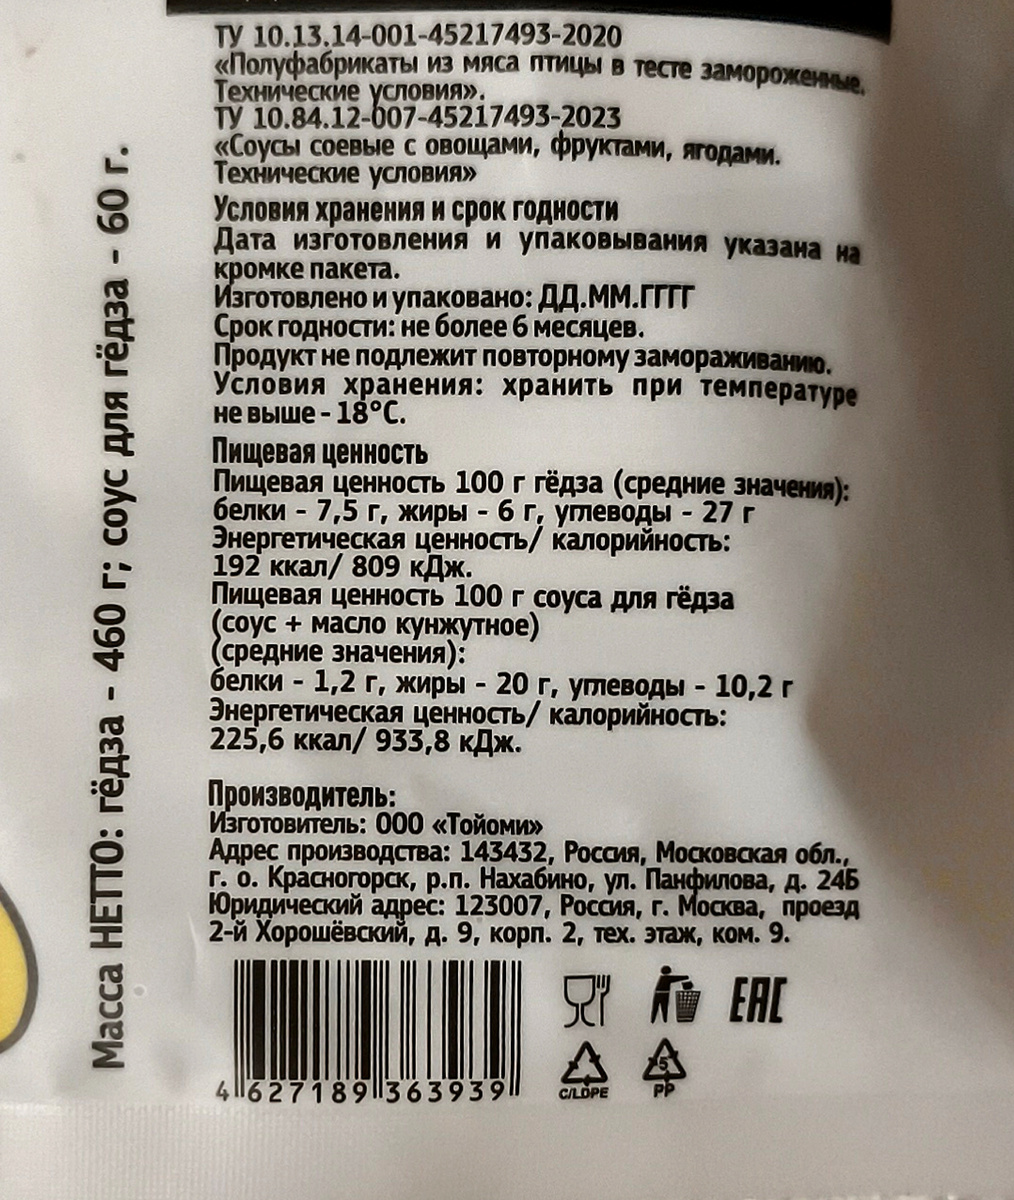 ТУ 10.13.14-001-45217493-2020
«Полуфабрикаты из мяса птицы в тесте замороженные.
Технические условия».
ТУ 10.84.12-007-45217493-2023
«Соусы соевые с овощами, фруктами, ягодами.
Технические условия»
Условия хранения и срок годности
Дата изготовления и упаковывания указана на
кромке пакета.
Изготовлено и упаковано: ДД.ММ.ГГГГ
Срок годности: не более 6 месяцев.
Продукт не подлежит повторному замораживанию.
Условия хранения: хранить при температуре
не выше - 18°С.
Пищевая ценность
Пищевая ценность 100 г гёдза (средние значения):
белки - 7,5 г, жиры - 6 г, углеводы - 27 г
Энергетическая ценность/ калорийность:
192 ккал/ 809 кДж.
Пищевая ценность 100 г соуса для гёдза
(соус + масло кунжутное)
(средние значения):
белки - 1,2 г, жиры - 20 г, углеводы - 10,2 г
Энергетическая ценность/ калорийность:
225,6 ккал/ 933,8 кДж.
Производитель:
Изготовитель: ООО «Тойоми»
Адрес производства: 143432, Россия, Московская обл.,
г. о. Красногорск, р.п. Нахабино, ул. Панфилова, д. 24Б
Юридический адрес: 123007, Россия, г. Москва, проезд
2-й Хорошёвский, д. 9, корп. 2, тех. этаж, ком. 9.
Масса НЕТТО: гёдза - 460 г; соус для гёдза - 60 г.
4 627189 363939
EAC
C/LDPE
5
PP